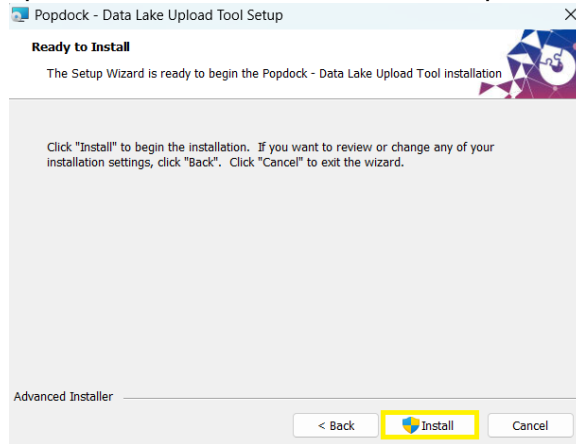 Popdock - Data Lake Upload Tool Setup
Ready to Install
The Setup Wizard is ready to begin the Popdock - Data Lake Upload Tool installation
Click "Install" to begin the installation.  If you want to review or change any of your
installation settings, click "Back".  Click "Cancel" to exit the wizard.
Advanced Installer
< Back
Install
Cancel